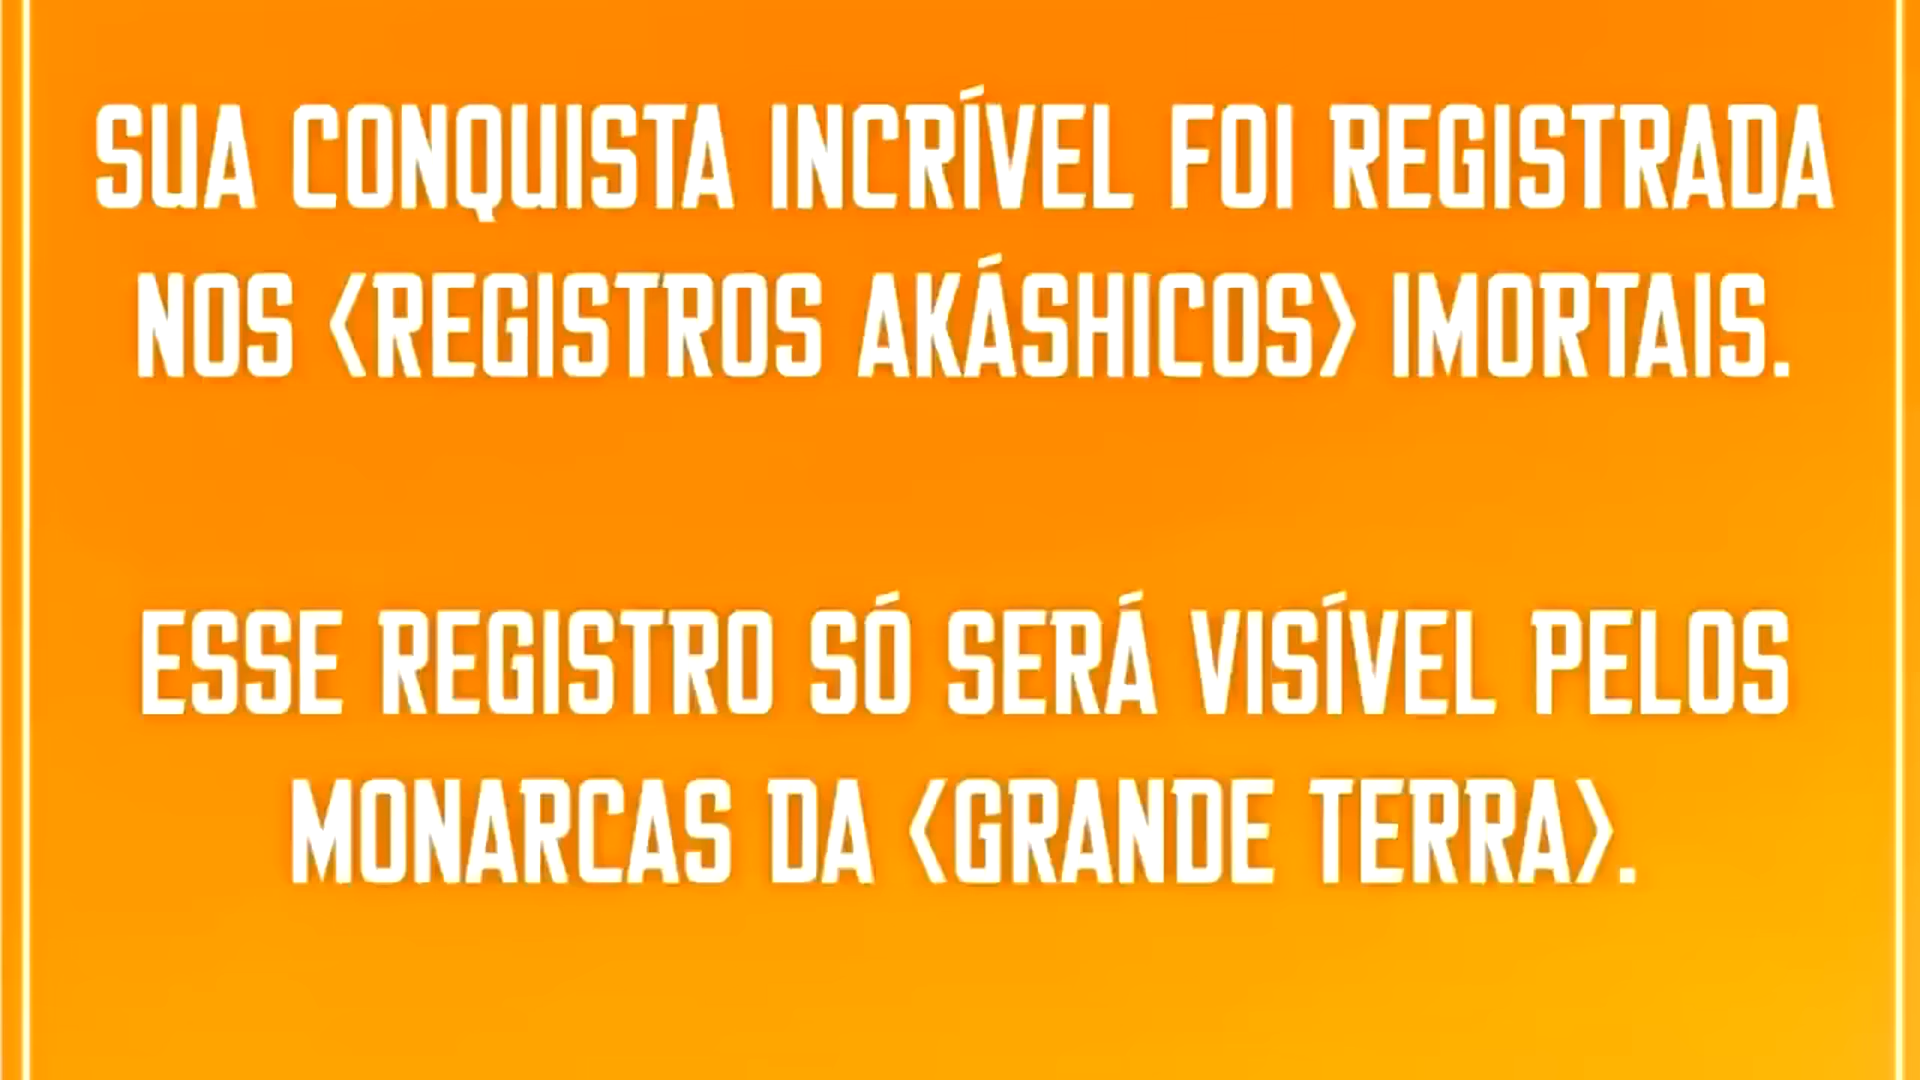 SUA CONQUISTA INCRÍVEL FOI REGISTRADA
NOS <REGISTROS AKÁSHICOS> IMORTAIS.
ESSE REGISTRO SÓ SERÁ VISÍVEL PELOS
MONARCAS DA <GRANDE TERRA>.